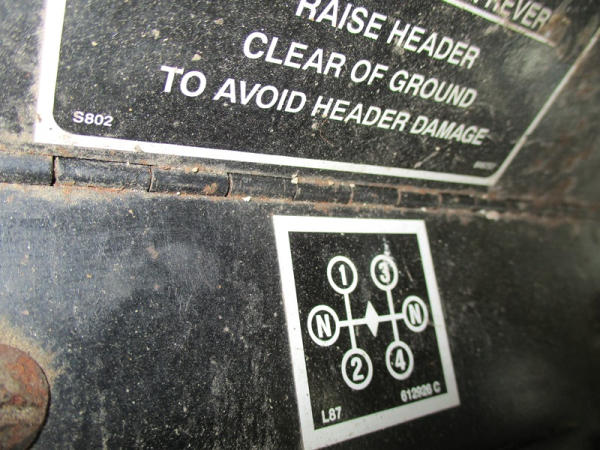 RAISE HEADER
CLEAR OF GROUND
TO AVOID HEADER DAMAGE
S802
1 3
N N
2 4
L87 612926 C